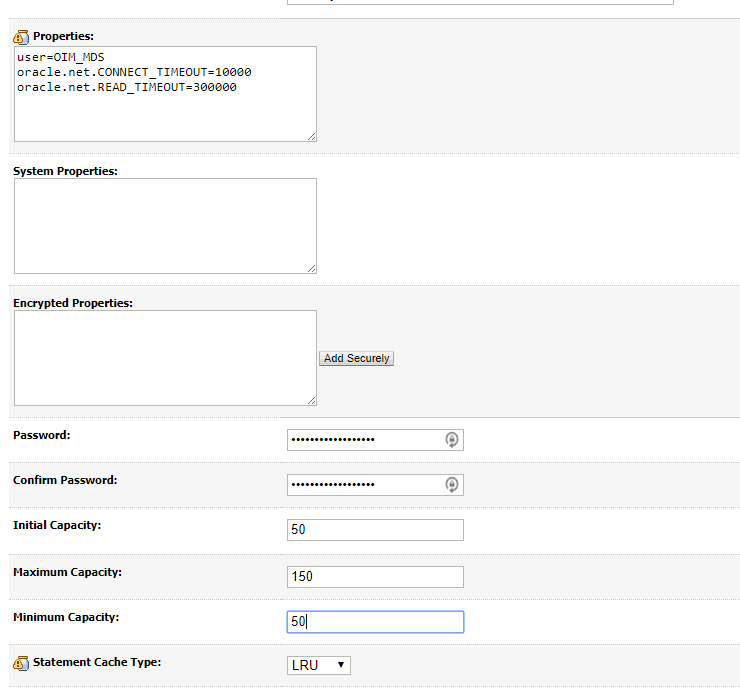 Properties:
user=OIM_MDS
oracle.net.CONNECT_TIMEOUT=10000
oracle.net.READ_TIMEOUT=300000
System Properties:
Encrypted Properties:
Add Securely
Password:
••••••••••••••••••
Confirm Password:
••••••••••••••••••
Initial Capacity:
50
Maximum Capacity:
150
Minimum Capacity:
50
Statement Cache Type:
LRU